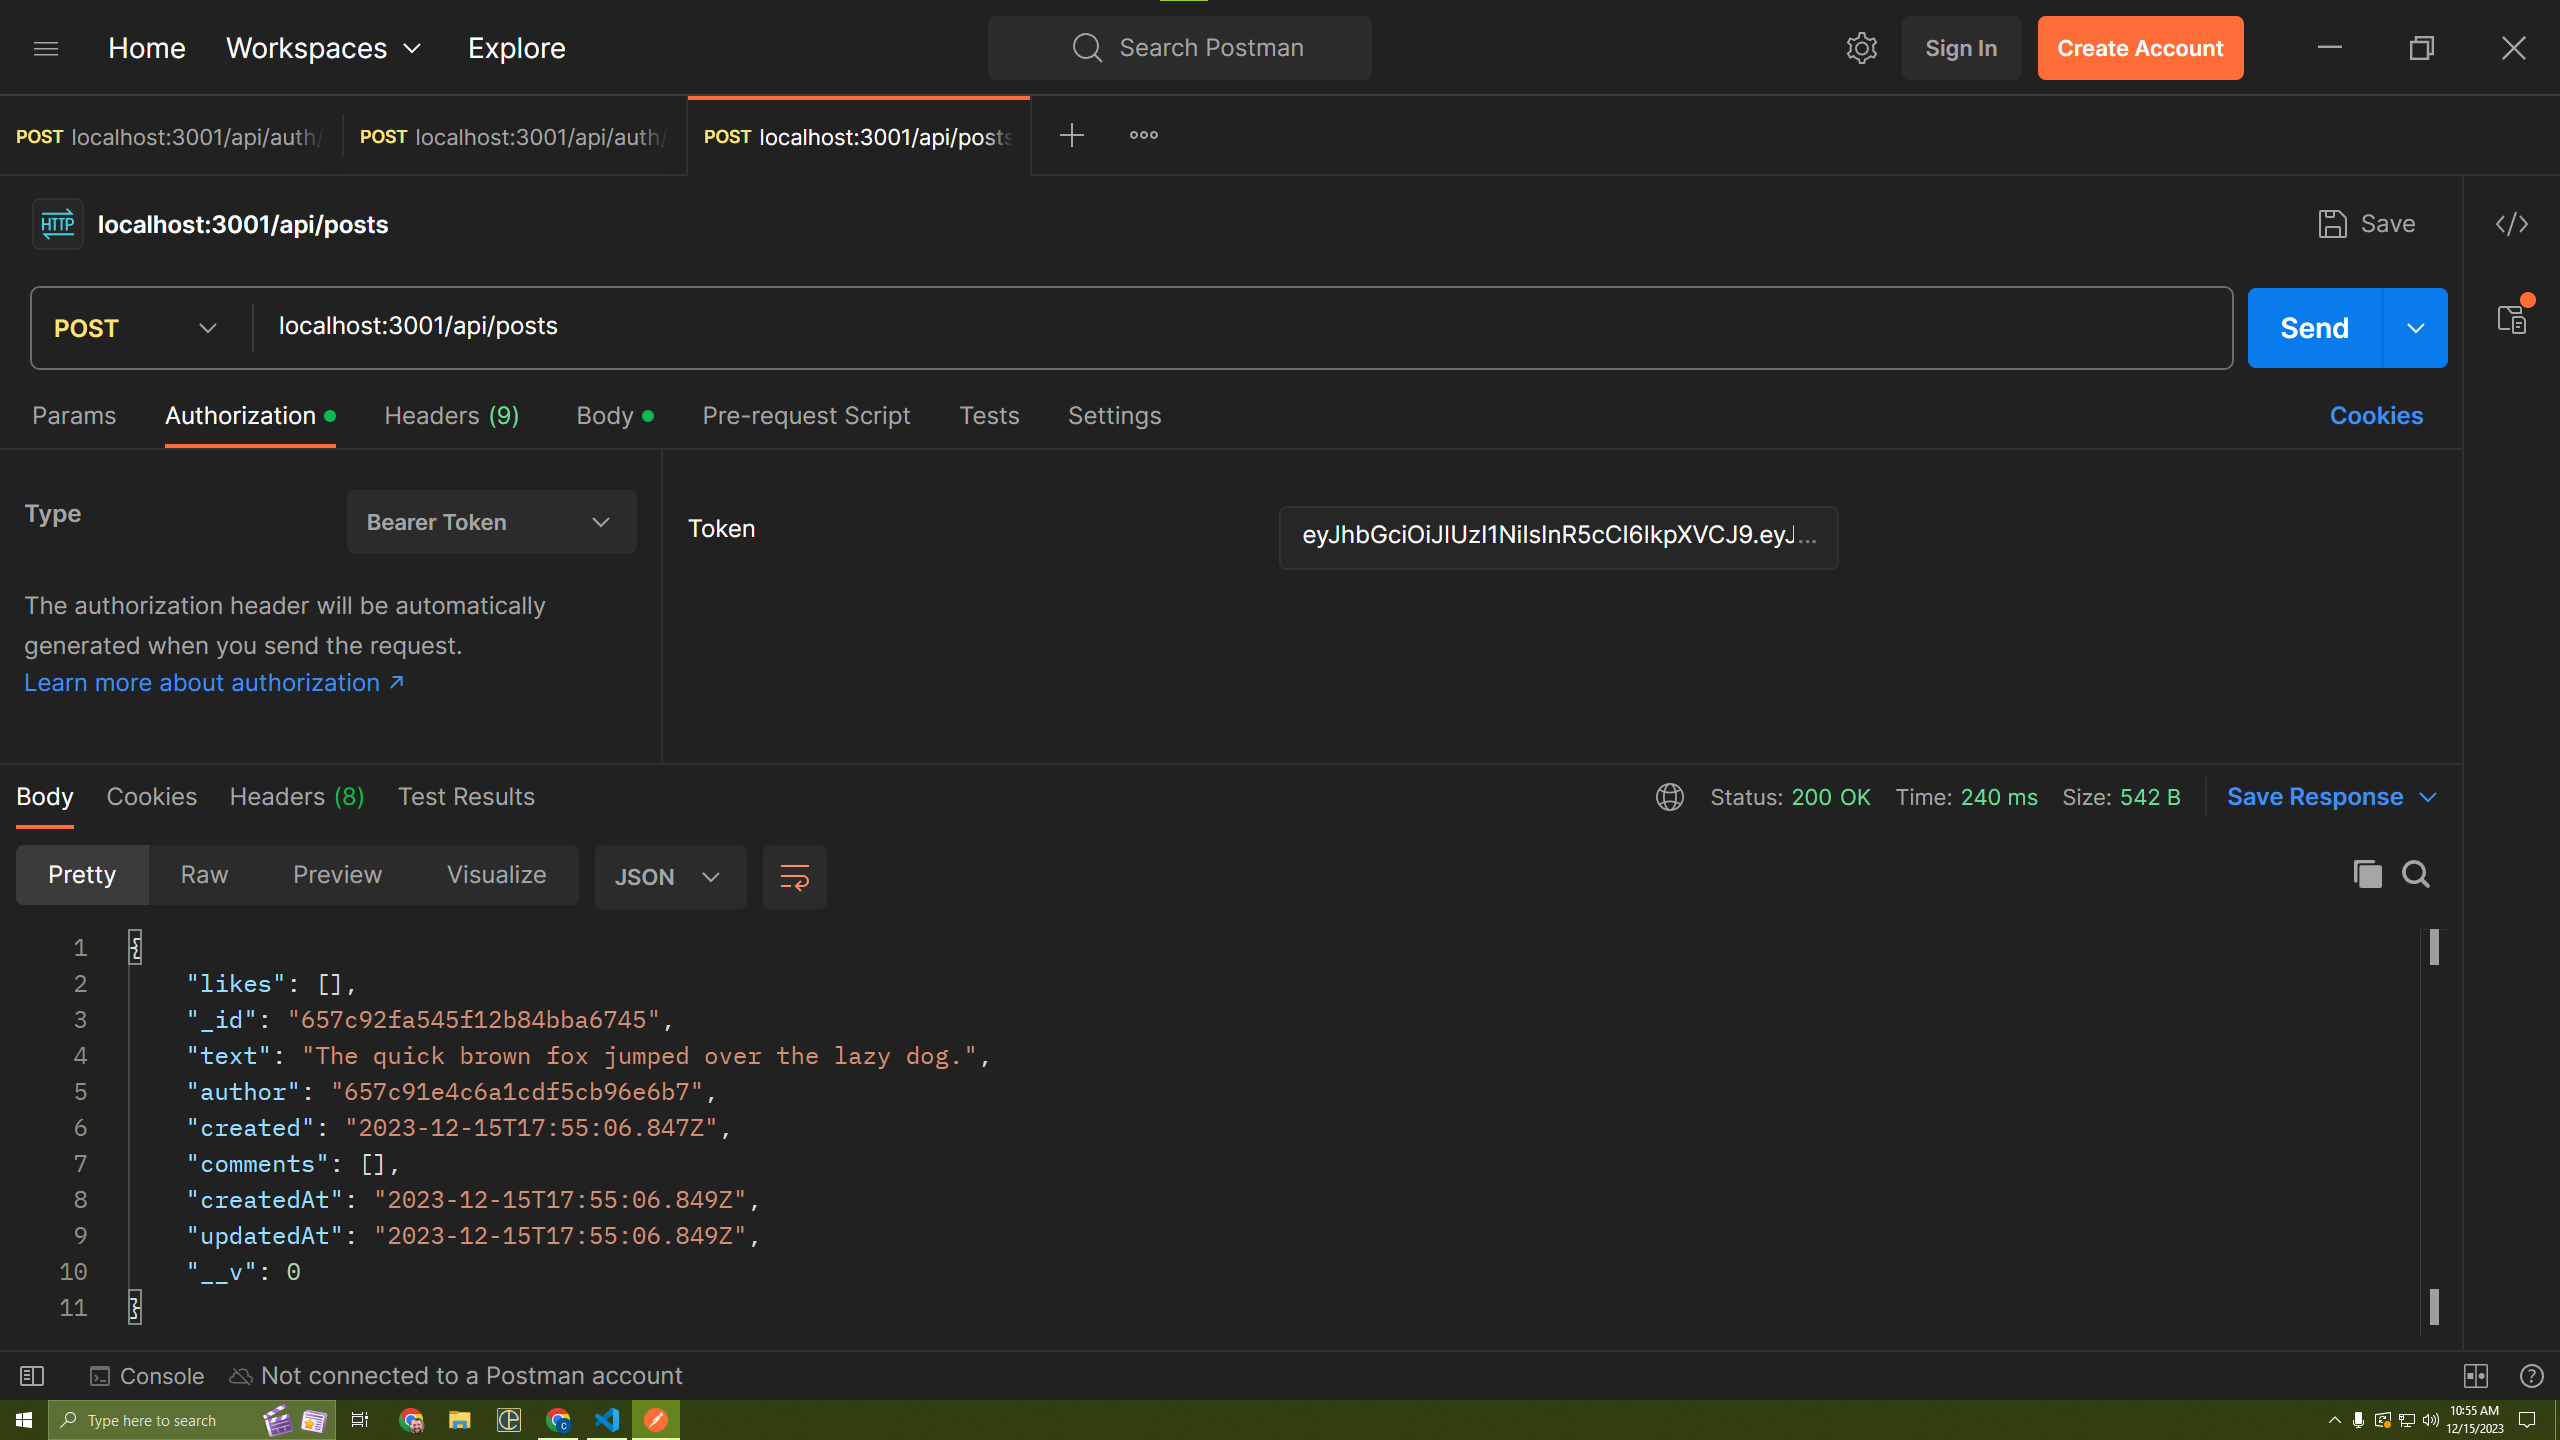 Home Workspaces Explore Search Postman Sign In Create Account
POST localhost:3001/api/auth/ POST localhost:3001/api/auth/ POST localhost:3001/api/posts
HTTP localhost:3001/api/posts Save
POST localhost:3001/api/posts Send
Params Authorization Headers (9) Body Pre-request Script Tests Settings Cookies
Type Bearer Token Token eyJhbGciOiJIUzI1NiIsInR5cCI6IkpXVCJ9.eyJ...
The authorization header will be automatically
generated when you send the request.
Learn more about authorization ↗
Body Cookies Headers (8) Test Results Status: 200 OK Time: 240 ms Size: 542 B Save Response
Pretty Raw Preview Visualize JSON
1 {
2 "likes": [],
3 "_id": "657c92fa545f12b84bba6745",
4 "text": "The quick brown fox jumped over the lazy dog.",
5 "author": "657c91e4c6a1cdf5cb96e6b7",
6 "created": "2023-12-15T17:55:06.847Z",
7 "comments": [],
8 "createdAt": "2023-12-15T17:55:06.849Z",
9 "updatedAt": "2023-12-15T17:55:06.849Z",
10 "__v": 0
11 }
Console Not connected to a Postman account
Type here to search 10:55 AM
12/15/2023